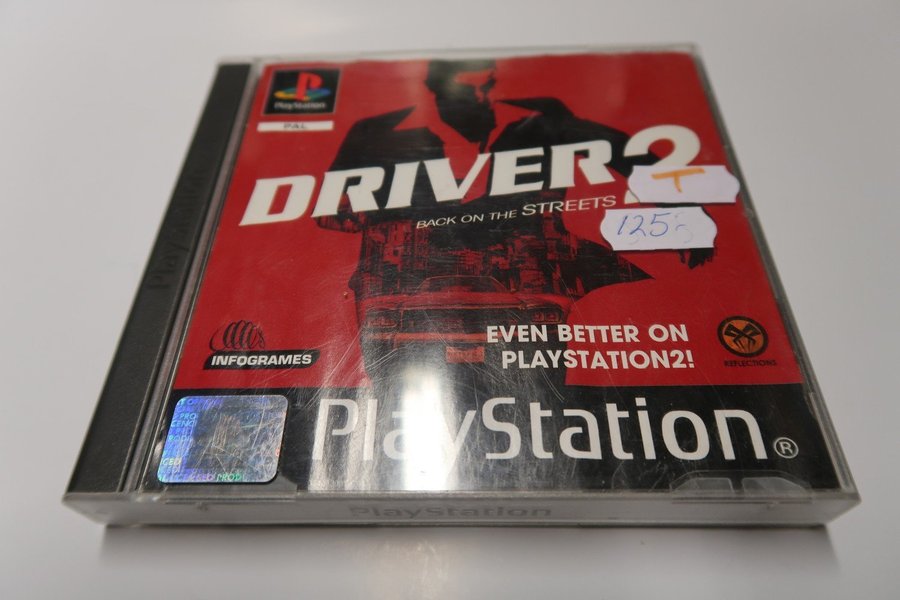 PlayStation
PAL
DRIVER 2
BACK ON THE STREETS
T
125
EVEN BETTER ON
PLAYSTATION2!
INFOGRAMES
REFLECTIONS
PlayStation®
PlayStation